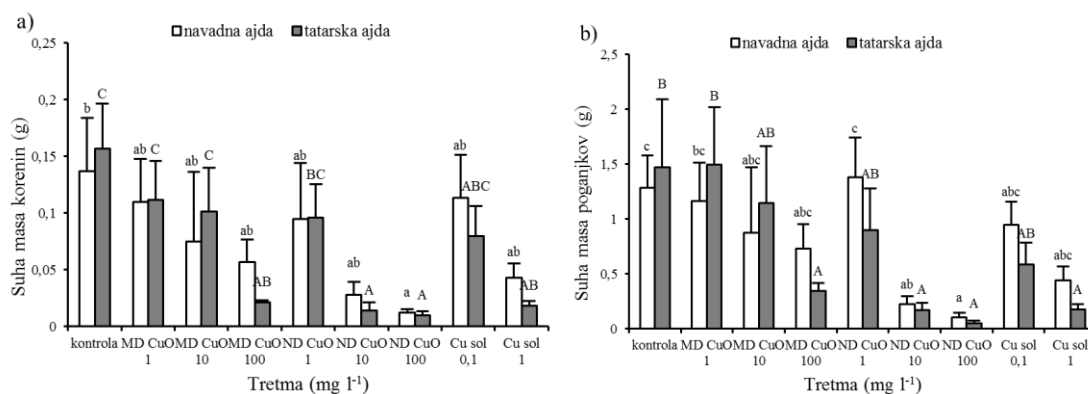 a)
navadna ajda tatarska ajda
Suha masa korenin (g)
0,25
0,2
0,15
0,1
0,05
0
b C ab C ab C ab AB ab BC ab A a A ab ABC ab AB
kontrola MD CuO MD CuO MD CuO ND CuO ND CuO ND CuO Cu sol Cu sol
1 10 100 1 10 100 0,1 1
Tretma (mg l⁻¹)
b)
navadna ajda tatarska ajda
Suha masa poganjkov (g)
2,5
2
1,5
1
0,5
0
c B bc B abc AB abc A c AB ab A a A abc AB abc A
kontrola MD CuO MD CuO MD CuO ND CuO ND CuO ND CuO Cu sol Cu sol
1 10 100 1 10 100 0,1 1
Tretma (mg l⁻¹)